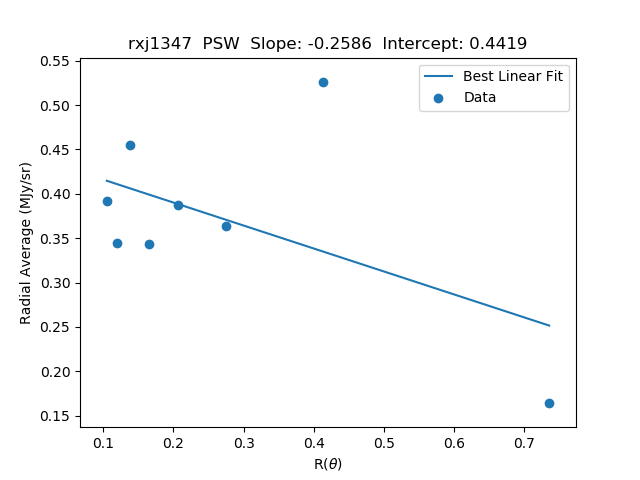 rxj1347  PSW  Slope: -0.2586  Intercept: 0.4419
Best Linear Fit
Data
Radial Average (MJy/sr)
0.55
0.50
0.45
0.40
0.35
0.30
0.25
0.20
0.15
0.1 0.2 0.3 0.4 0.5 0.6 0.7
R(θ)